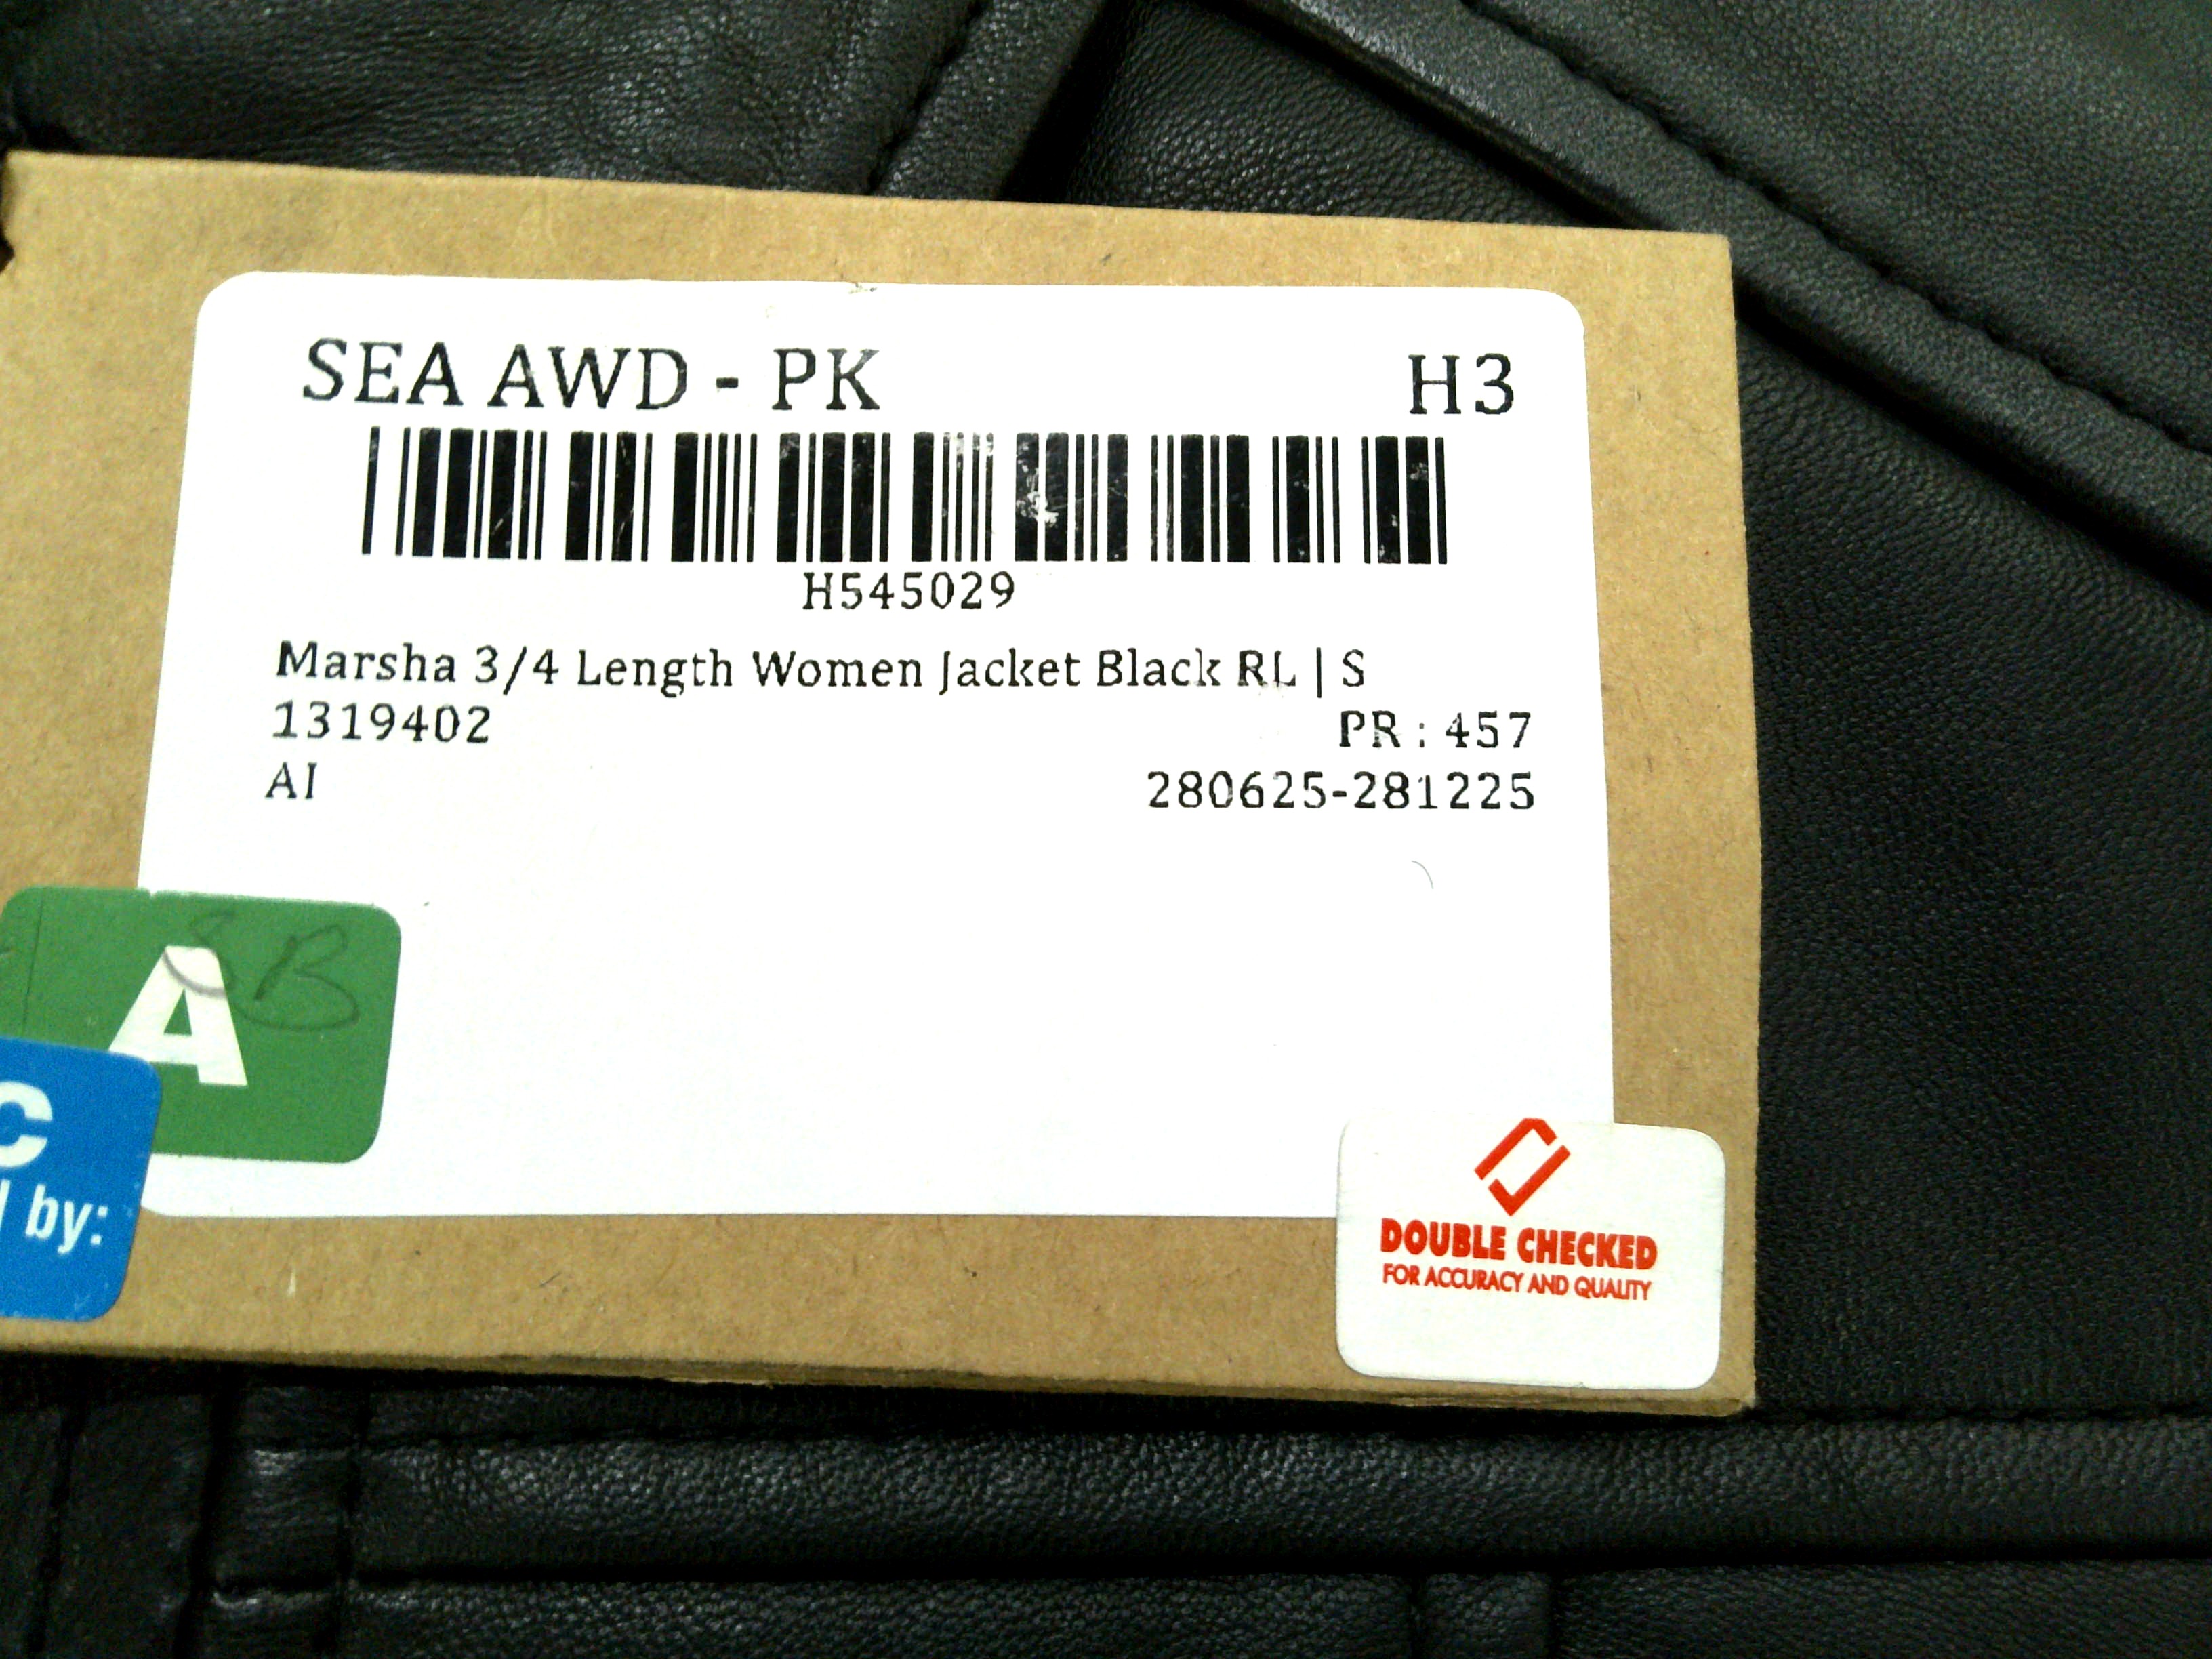 SEA AWD - PK H3
H545029
Marsha 3/4 Length Women Jacket Black RL | S
1319402 PR : 457
AI 280625-281225
A
SB
C
by:
DOUBLE CHECKED
FOR ACCURACY AND QUALITY